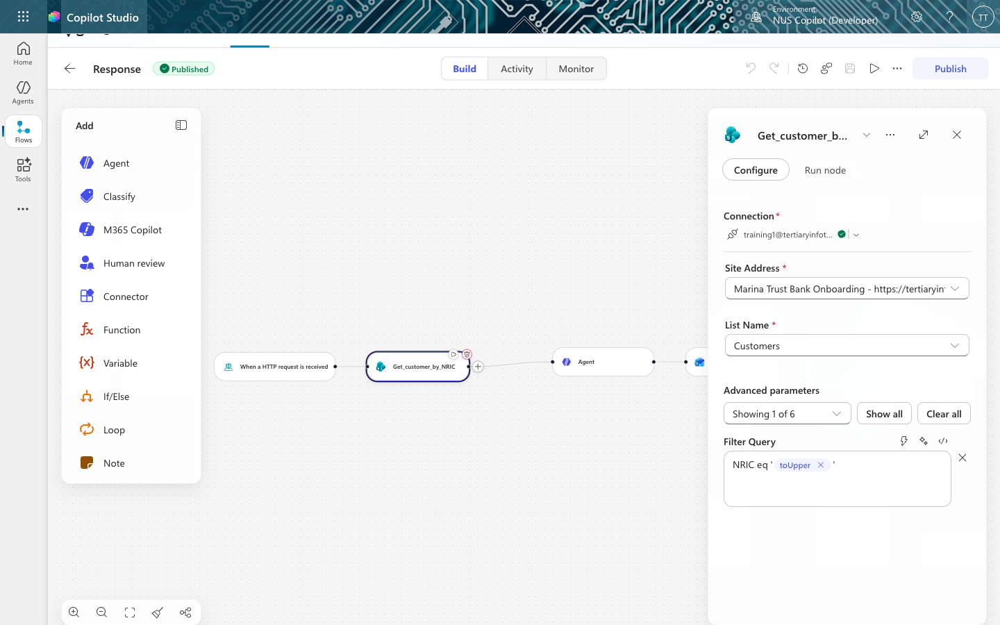 Copilot Studio
Environment
NUS Copilot (Developer)
TT
Home
Agents
Flows
Tools
Response
Published
Build
Activity
Monitor
Publish
Add
Agent
Classify
M365 Copilot
Human review
Connector
Function
Variable
If/Else
Loop
Note
When a HTTP request is received
Get_customer_by_NRIC
Agent
Get_customer_b...
Configure
Run node
Connection *
training1@tertiaryinfot...
Site Address *
Marina Trust Bank Onboarding - https://tertiaryin
List Name *
Customers
Advanced parameters
Showing 1 of 6
Show all
Clear all
Filter Query
NRIC eq ' toUpper '